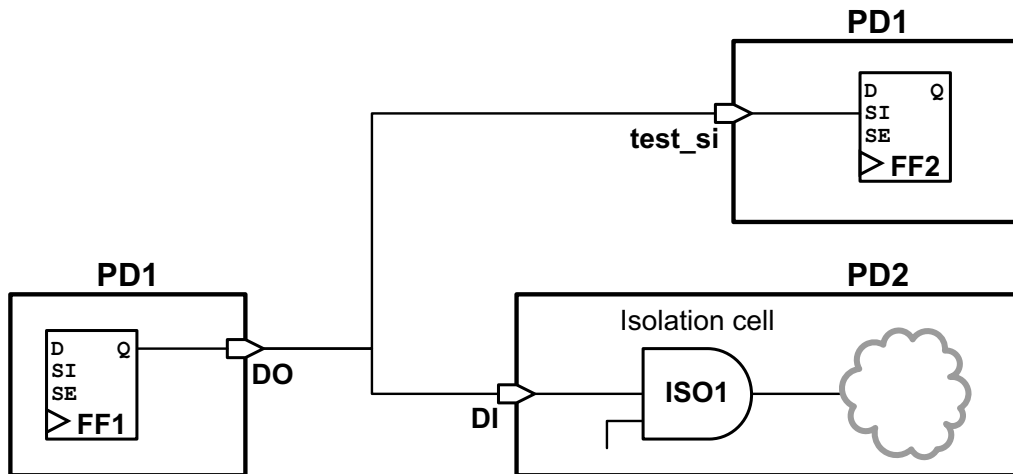 PD1
D Q
SI
SE
FF2
test_si
PD1
D Q
SI
SE
FF1
DO
PD2
Isolation cell
ISO1
DI